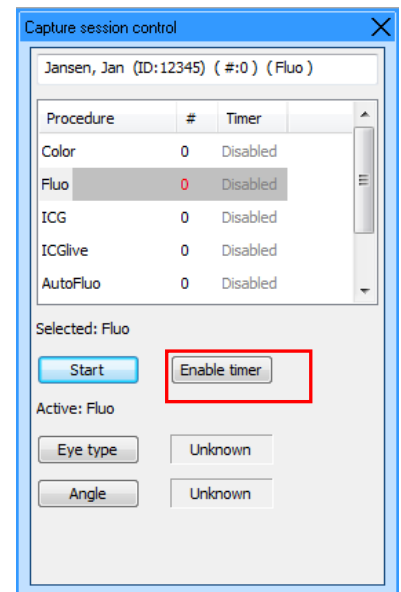 Capture session control
Jansen, Jan (ID:12345) ( #:0 ) ( Fluo )
Procedure # Timer
Color 0 Disabled
Fluo 0 Disabled
ICG 0 Disabled
ICGlive 0 Disabled
AutoFluo 0 Disabled
Selected: Fluo
Start Enable timer
Active: Fluo
Eye type Unknown
Angle Unknown